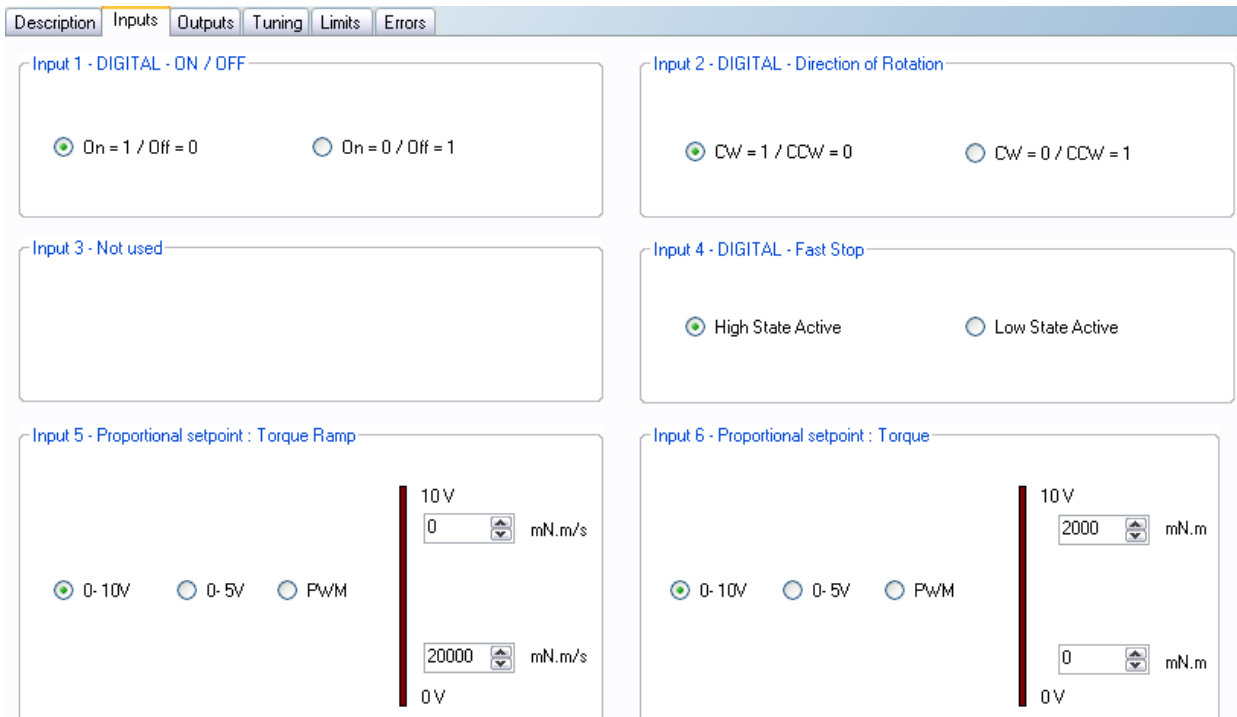 Description Inputs Outputs Tuning Limits Errors
Input 1 - DIGITAL - ON / OFF
On = 1 / Off = 0 On = 0 / Off = 1
Input 2 - DIGITAL - Direction of Rotation
CW = 1 / CCW = 0 CW = 0 / CCW = 1
Input 3 - Not used
Input 4 - DIGITAL - Fast Stop
High State Active Low State Active
Input 5 - Proportional setpoint : Torque Ramp
10 V
0 mN.m/s
0- 10V 0- 5V PWM
20000 mN.m/s
0 V
Input 6 - Proportional setpoint : Torque
10 V
2000 mN.m
0- 10V 0- 5V PWM
0 mN.m
0 V